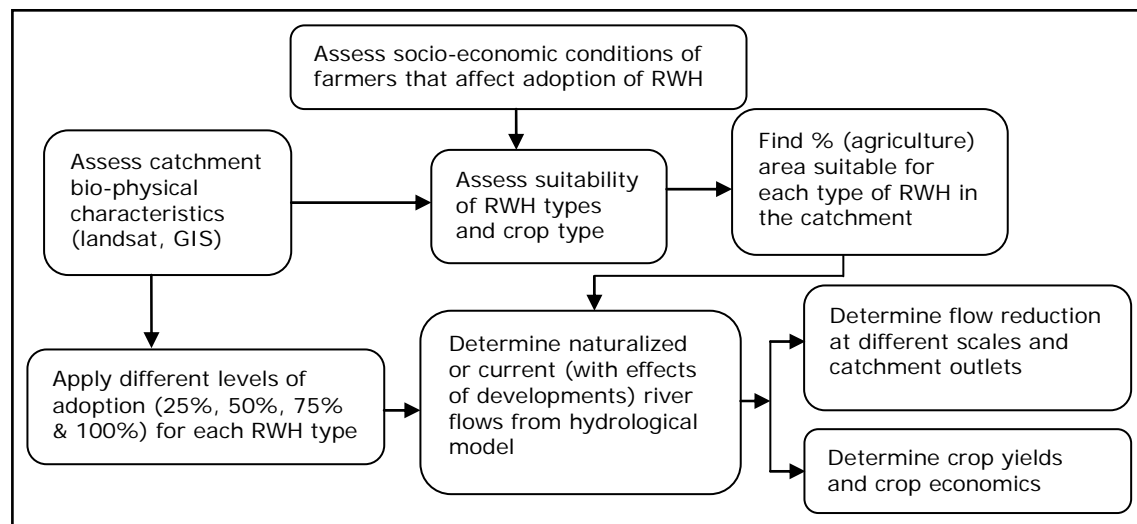 Assess socio-economic conditions of
farmers that affect adoption of RWH
Assess catchment
bio-physical
characteristics
(landsat, GIS)
Assess suitability
of RWH types
and crop type
Find % (agriculture)
area suitable for
each type of RWH in
the catchment
Apply different levels of
adoption (25%, 50%, 75%
& 100%) for each RWH type
Determine naturalized
or current (with effects
of developments) river
flows from hydrological
model
Determine flow reduction
at different scales and
catchment outlets
Determine crop yields
and crop economics